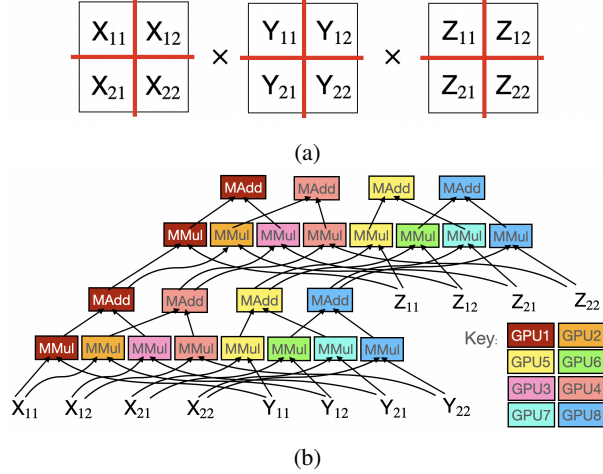 X11 X12 Y11 Y12 Z11 Z12
× ×
X21 X22 Y21 Y22 Z21 Z22
(a)
MAdd MAdd MAdd MAdd
MMul MMul MMul MMul MMul MMul MMul MMul
MAdd MAdd MAdd MAdd Z11 Z12 Z21 Z22
Key: GPU1 GPU2
MMul MMul MMul MMul MMul MMul MMul MMul GPU5 GPU6
GPU3 GPU4
X11 X12 X21 X22 Y11 Y12 Y21 Y22 GPU7 GPU8
(b)